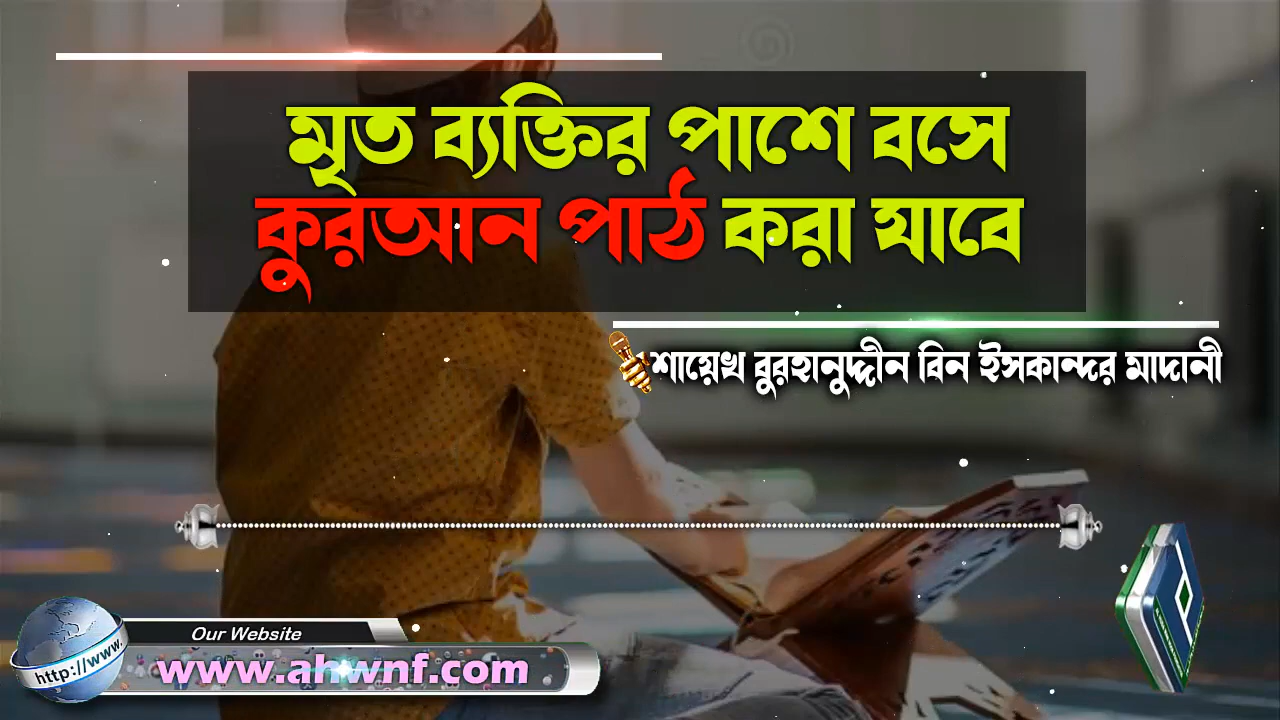 মৃত ব্যক্তির পাশে বসে
কুরআন পাঠ করা যাবে
শায়েখ বুরহানুদ্দীন বিন ইসকান্দর মাদানী
Our Website
http://www.
www.ahwnf.com